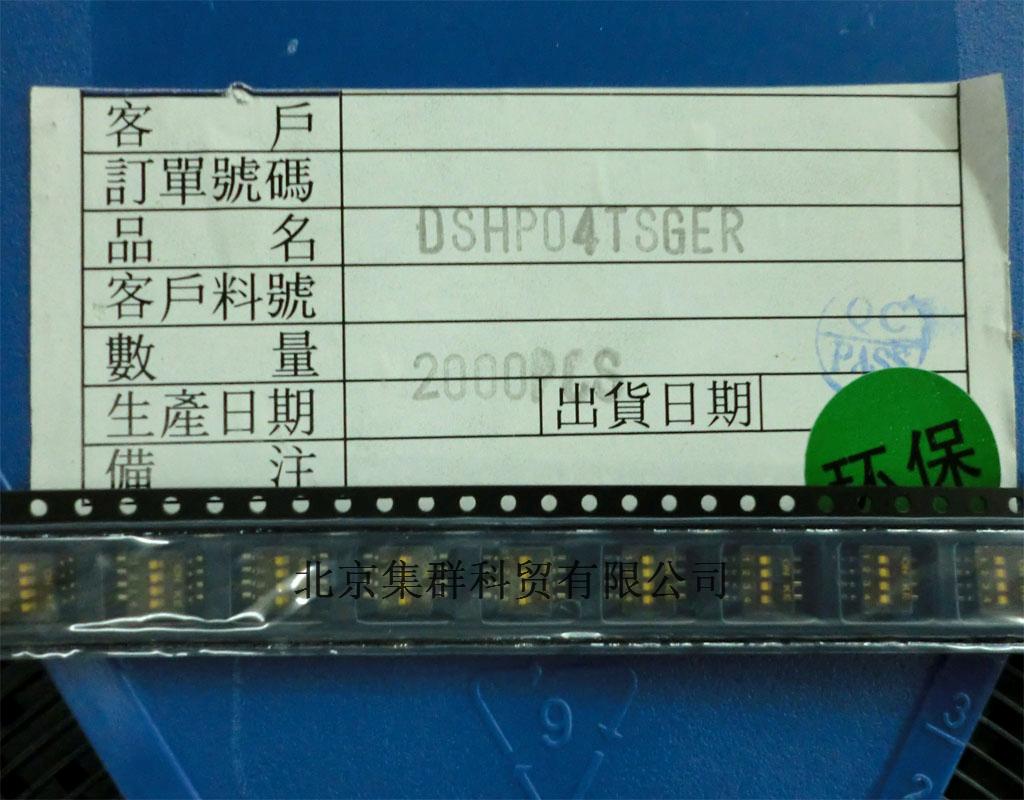 客戶
訂單號碼
品名 DSHP04TSGER
客戶料號
QC
PASS
數量 2000PCS
生產日期 出貨日期
环保
備注
北京集群科贸有限公司
9
3
2